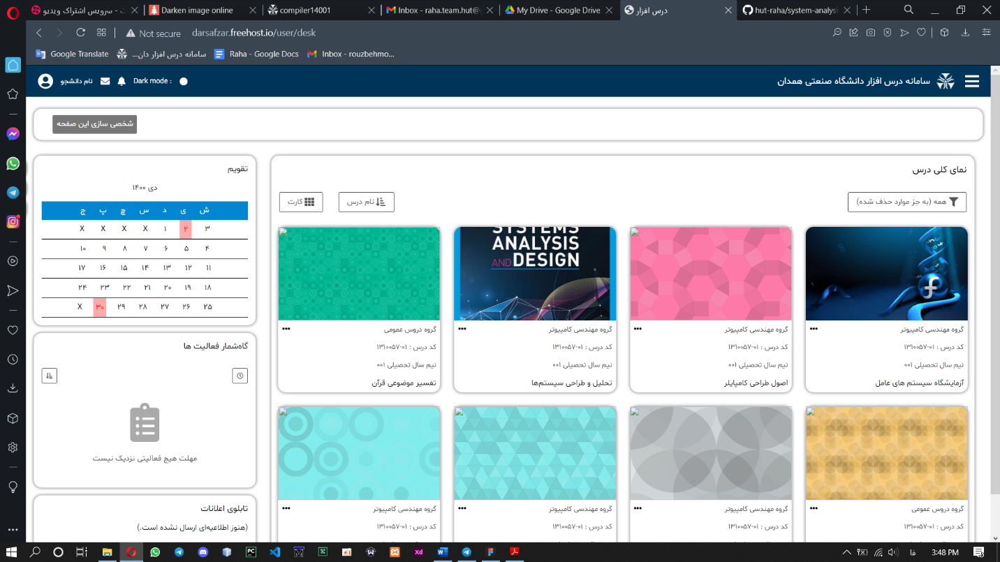 ت - سرویس اشتراک ویدیو
Darken image online
compiler14001
Inbox - raha.team.hut@
My Drive - Google Drive
درس افزار
hut-raha/system-analys
Not secure
darsafzar.freehost.io/user/desk
Google Translate
سامانه درس افزار دان...
Raha - Google Docs
Inbox - rouzbehmo...
سامانه درس افزار دانشگاه صنعتی همدان
Dark mode :
نام دانشجو
شخصی سازی این صفحه
نمای کلی درس
همه (به جز موارد حذف شده)
نام درس
کارت
SYSTEMS
ANALYSIS
AND DESIGN
گروه مهندسی کامپیوتر
کد درس : ۰۱-۱۳۱۰۰۵۷
نیم سال تحصیلی ۰۰۱
آزمایشگاه سیستم های عامل
گروه مهندسی کامپیوتر
کد درس : ۰۱-۱۳۱۰۰۵۷
نیم سال تحصیلی ۰۰۱
اصول طراحی کامپایلر
گروه مهندسی کامپیوتر
کد درس : ۰۱-۱۳۱۰۰۵۷
نیم سال تحصیلی ۰۰۱
تحلیل و طراحی سیستم‌ها
گروه دروس عمومی
کد درس : ۰۱-۱۳۱۰۰۵۷
نیم سال تحصیلی ۰۰۱
تفسیر موضوعی قرآن
گروه دروس عمومی
کد درس : ۰۱-۱۳۱۰۰۵۷
گروه مهندسی کامپیوتر
کد درس : ۰۱-۱۳۱۰۰۵۷
گروه مهندسی کامپیوتر
کد درس : ۰۱-۱۳۱۰۰۵۷
گروه مهندسی کامپیوتر
کد درس : ۰۱-۱۳۱۰۰۵۷
تقویم
دی ۱۴۰۰
ش ی د س چ پ ج
۳ ۲ ۱ X X X X
۴ ۵ ۶ ۷ ۸ ۹ ۱۰
۱۱ ۱۲ ۱۳ ۱۴ ۱۵ ۱۶ ۱۷
۱۸ ۱۹ ۲۰ ۲۱ ۲۲ ۲۳ ۲۴
۲۵ ۲۶ ۲۷ ۲۸ ۲۹ ۳۰ X
گاه‌شمار فعالیت ها
مهلت هیچ فعالیتی نزدیک نیست
تابلوی اعلانات
(هنوز اطلاعیه‌ای ارسال نشده است.)
فا
3:48 PM